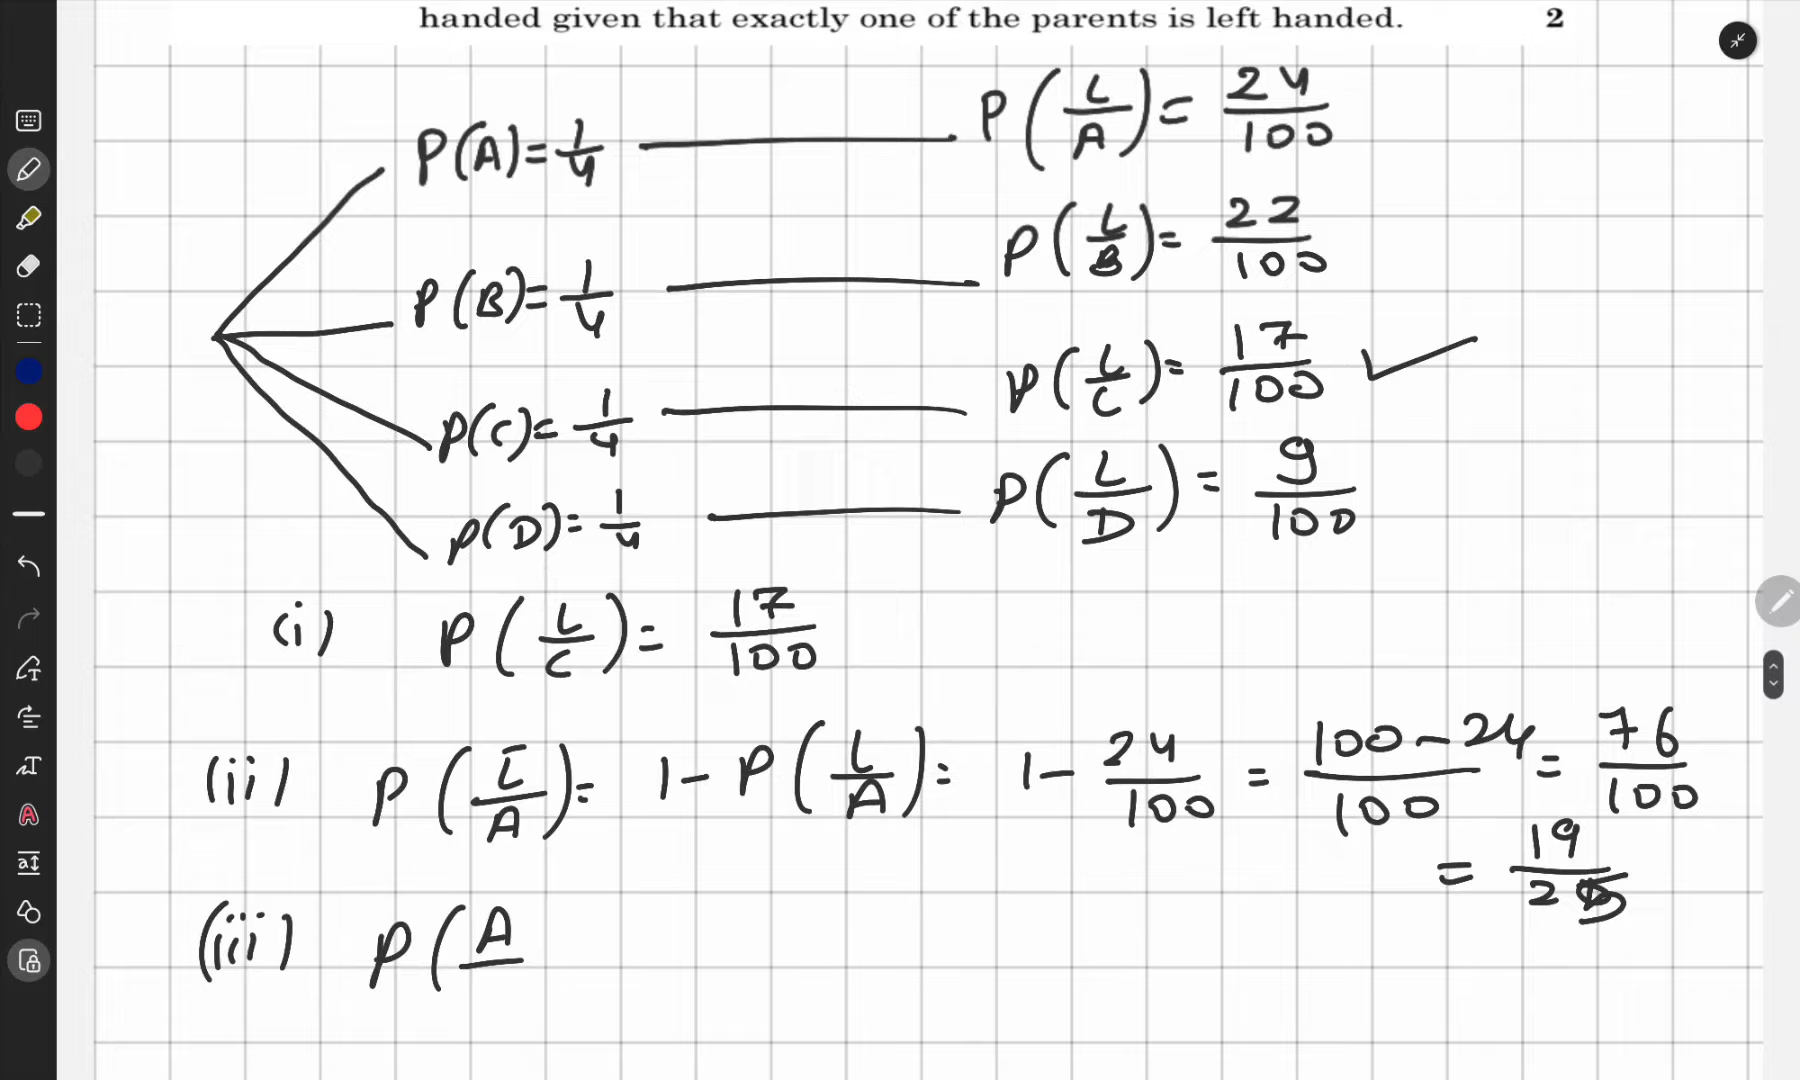 handed given that exactly one of the parents is left handed. 2
P(A) = 1/4 P(L/A) = 24/100
P(B) = 1/4 P(L/B) = 22/100
P(C) = 1/4 P(L/C) = 17/100 ✓
P(D) = 1/4 P(L/D) = 9/100
(i) P(L/C) = 17/100
(ii) P(L̅/A) = 1 - P(L/A) = 1 - 24/100 = (100 - 24)/100 = 76/100
= 19/25
(iii) P(A/